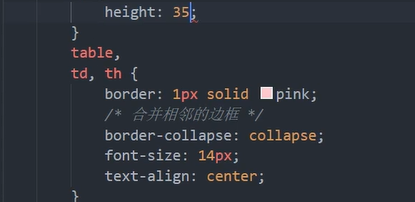 height: 35;
}
table,
td, th {
border: 1px solid pink;
/* 合并相邻的边框 */
border-collapse: collapse;
font-size: 14px;
text-align: center;
}